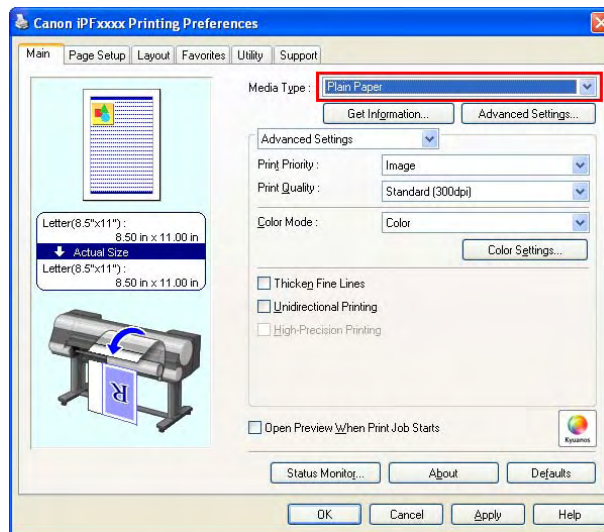 Canon iPFxxxx Printing Preferences
Main Page Setup Layout Favorites Utility Support
Media Type : Plain Paper
Get Information... Advanced Settings...
Advanced Settings
Print Priority : Image
Print Quality : Standard (300dpi)
Color Mode : Color
Color Settings...
Letter(8.5"x11") :
8.50 in x 11.00 in
Actual Size
Letter(8.5"x11") :
8.50 in x 11.00 in
Thicken Fine Lines
Unidirectional Printing
High-Precision Printing
R
Open Preview When Print Job Starts
Kyuanos
Status Monitor... About Defaults
OK Cancel Apply Help